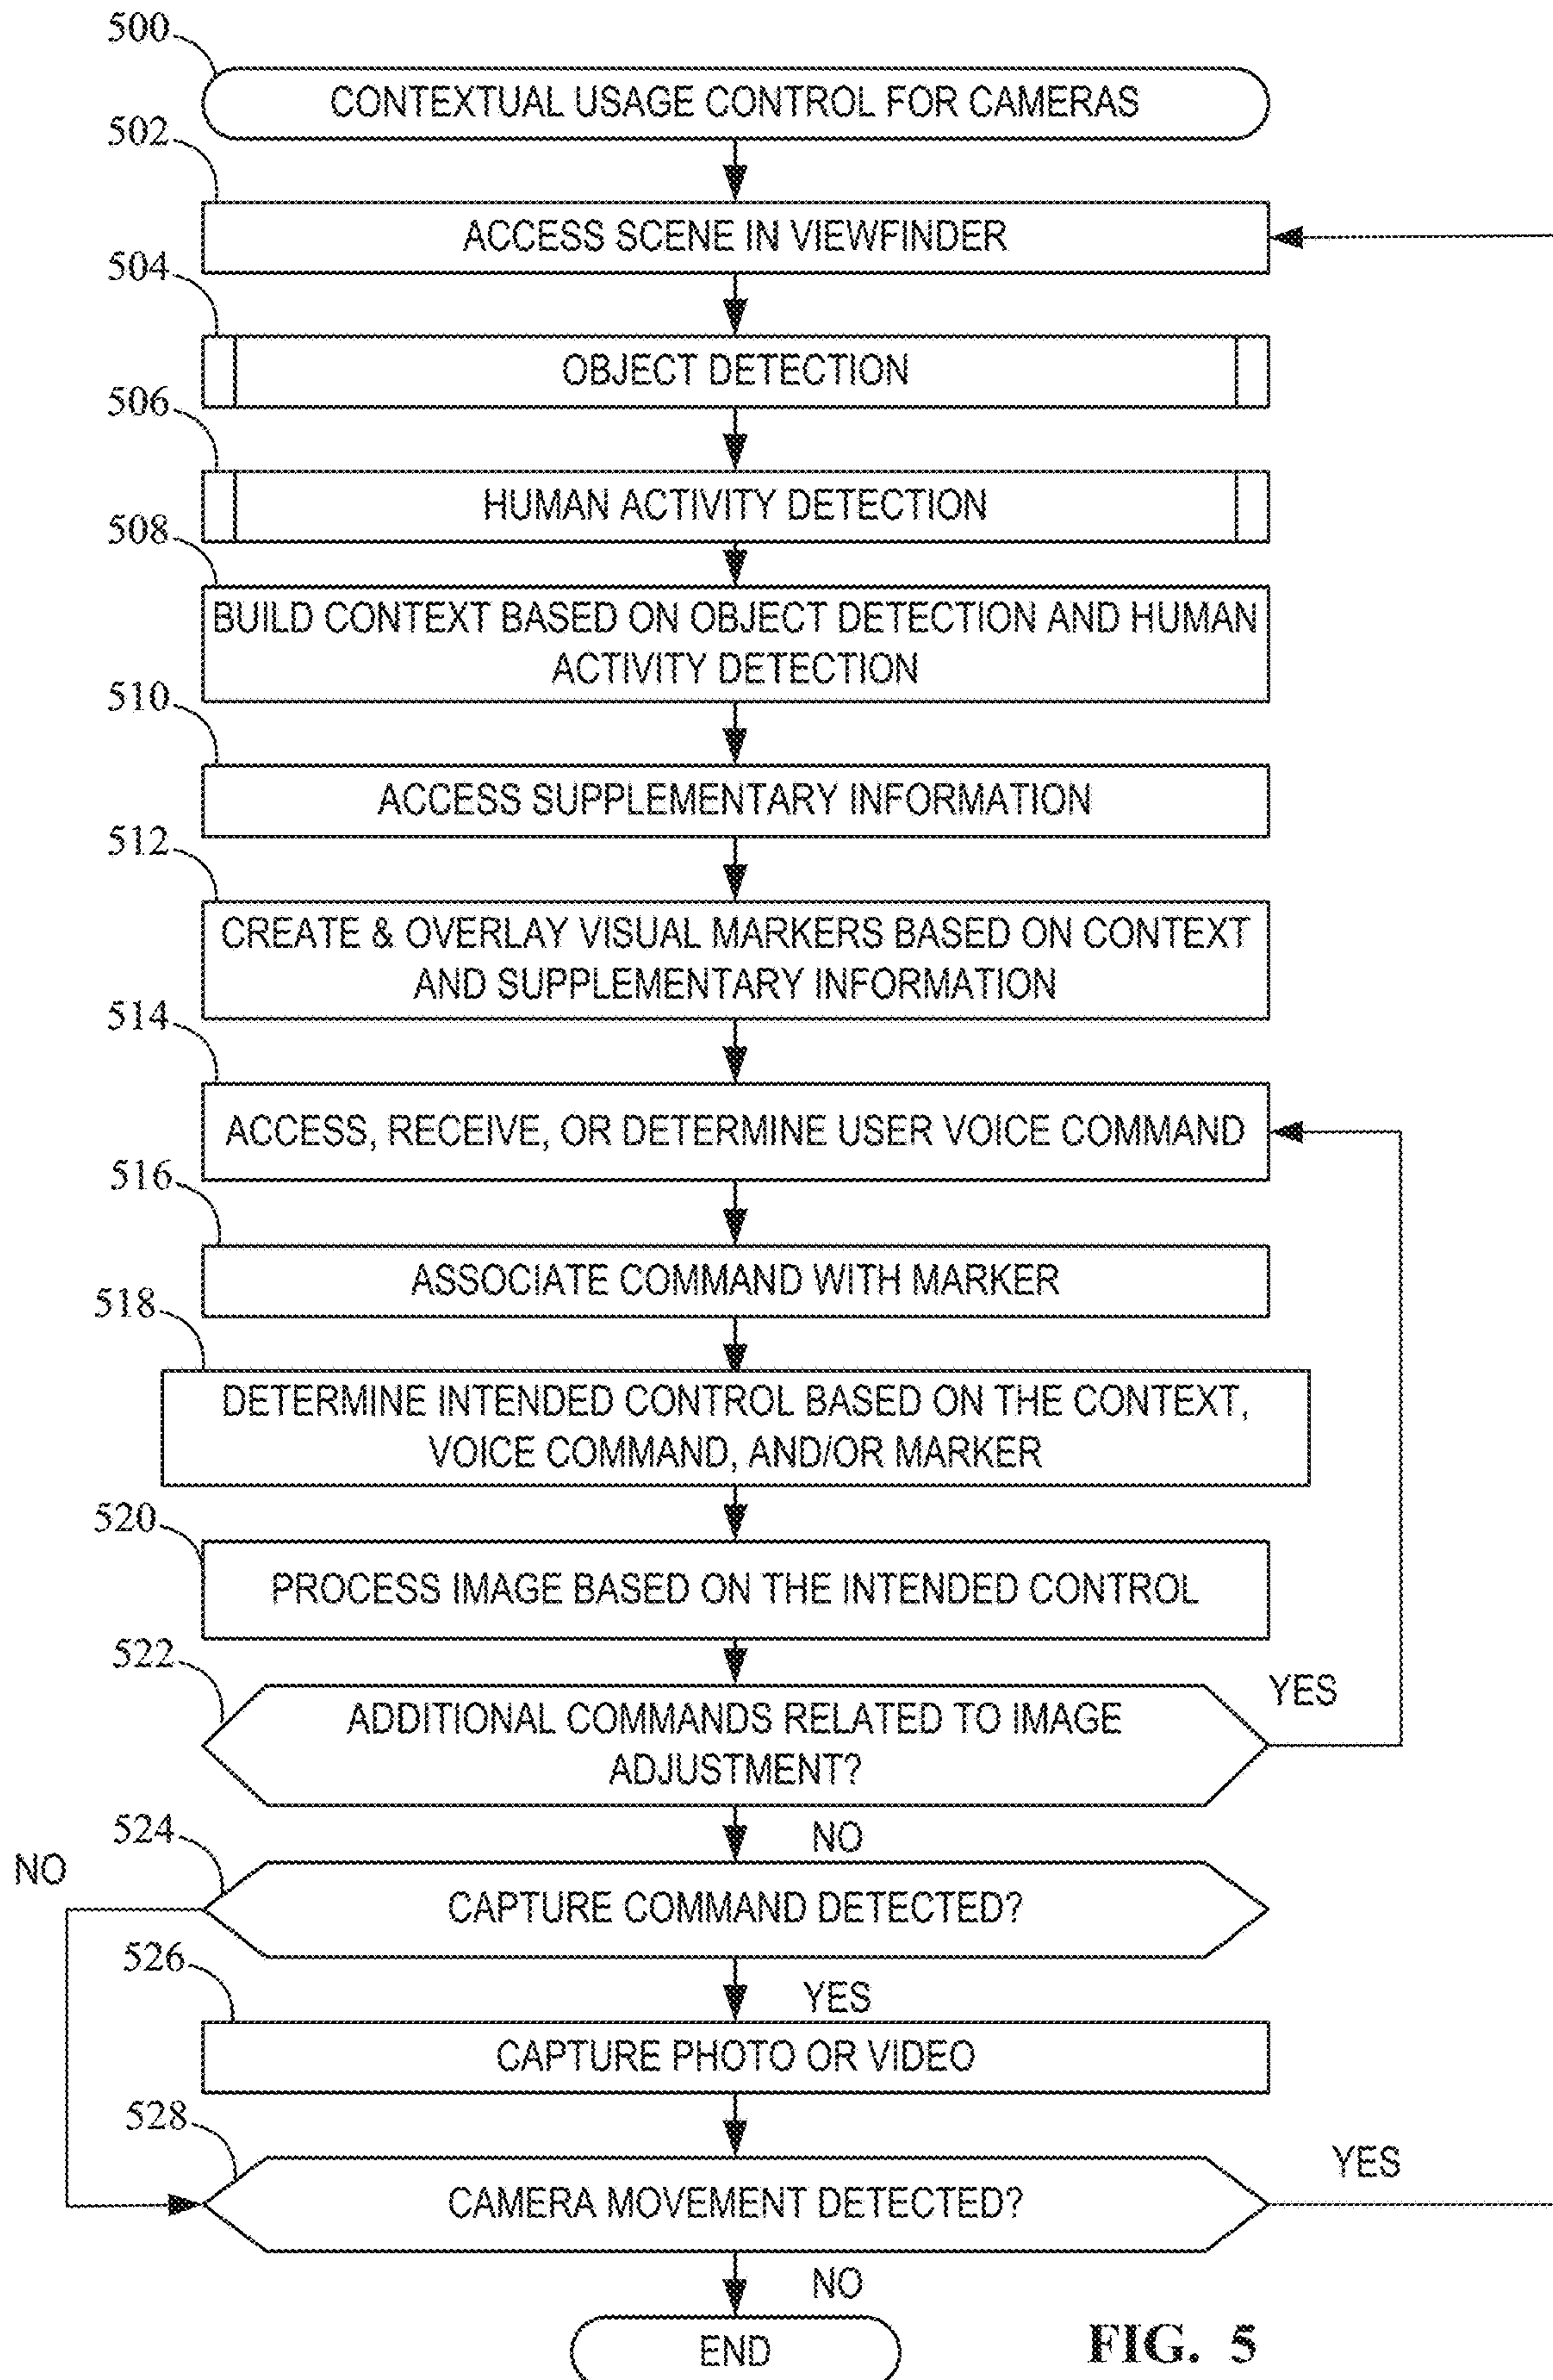 500
CONTEXTUAL USAGE CONTROL FOR CAMERAS
502
ACCESS SCENE IN VIEWFINDER
504
OBJECT DETECTION
506
HUMAN ACTIVITY DETECTION
508
BUILD CONTEXT BASED ON OBJECT DETECTION AND HUMAN
ACTIVITY DETECTION
510
ACCESS SUPPLEMENTARY INFORMATION
512
CREATE & OVERLAY VISUAL MARKERS BASED ON CONTEXT
AND SUPPLEMENTARY INFORMATION
514
ACCESS, RECEIVE, OR DETERMINE USER VOICE COMMAND
516
ASSOCIATE COMMAND WITH MARKER
518
DETERMINE INTENDED CONTROL BASED ON THE CONTEXT,
VOICE COMMAND, AND/OR MARKER
520
PROCESS IMAGE BASED ON THE INTENDED CONTROL
522
ADDITIONAL COMMANDS RELATED TO IMAGE
ADJUSTMENT?
YES
NO
524
NO
CAPTURE COMMAND DETECTED?
YES
526
CAPTURE PHOTO OR VIDEO
528
CAMERA MOVEMENT DETECTED?
YES
NO
END
FIG. 5